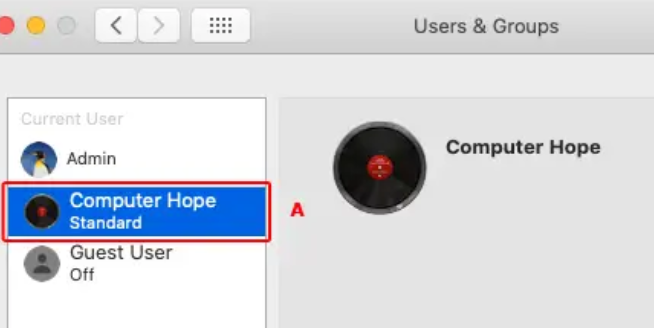 Users & Groups
Current User
Admin
Computer Hope
Standard
A
Guest User
Off
Computer Hope